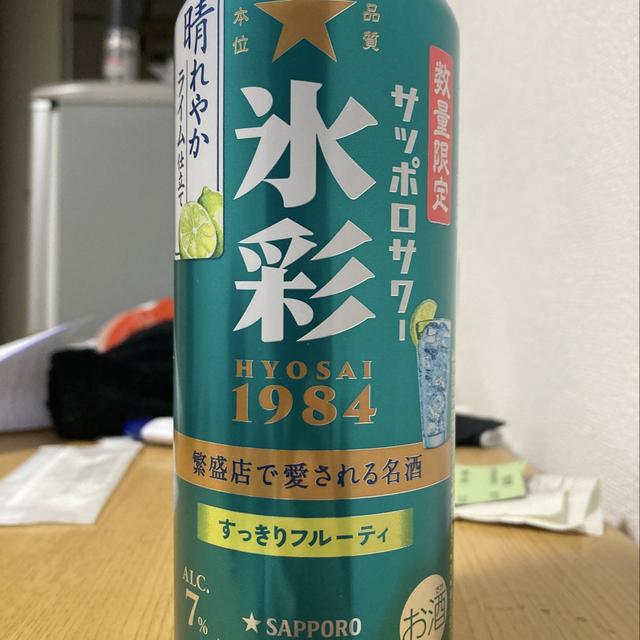 品質
本位
晴れやか
ライム仕立て
数量限定
サッポロサワー
氷彩
HYOSAI
1984
繁盛店で愛される名酒
すっきりフルーティ
ALC.
7%
SAPPORO
お酒